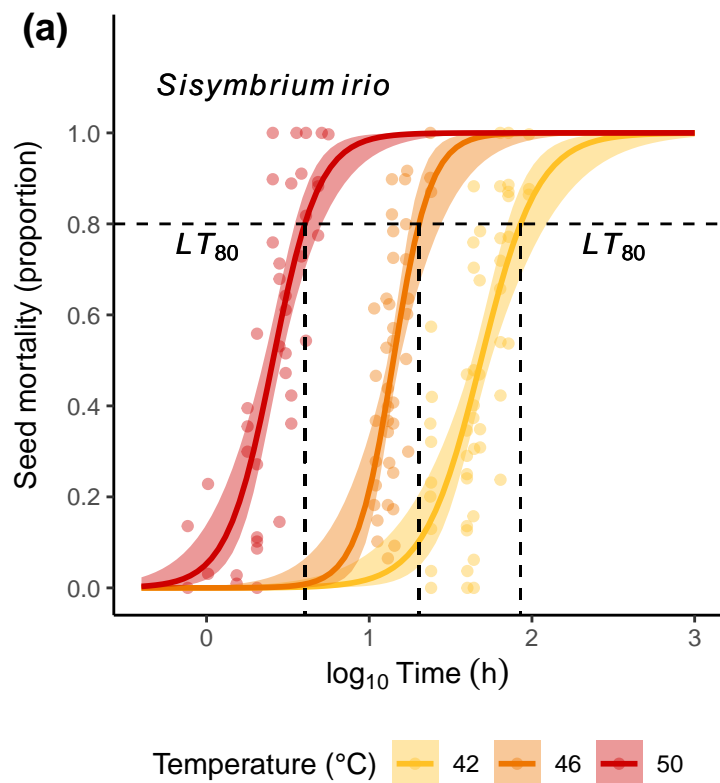 (a)
Sisymbrium irio
1.0
0.8
0.6
0.4
0.2
0.0
Seed mortality (proportion)
LT80
LT80
0
1
2
3
log10 Time (h)
Temperature (°C)
42
46
50